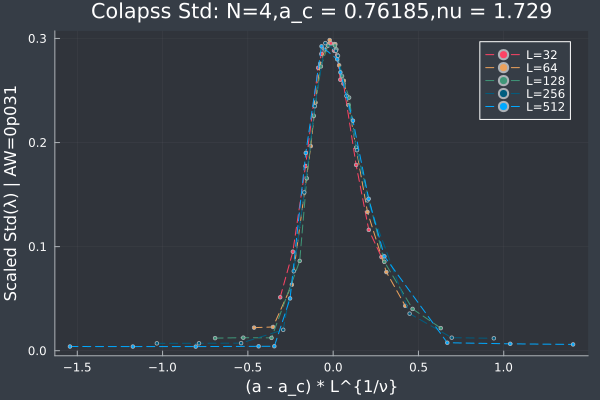 Colapss Std: N=4,a_c = 0.76185,nu = 1.729
Scaled Std(λ) | AW=0p031
0.3
0.2
0.1
0.0
L=32
L=64
L=128
L=256
L=512
−1.5
−1.0
−0.5
0.0
0.5
1.0
(a - a_c) * L^{1/ν}